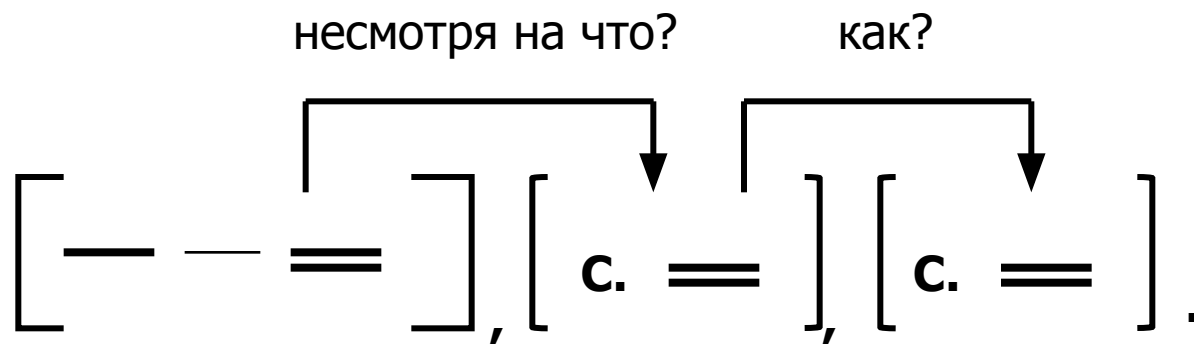 несмотря на что? как?
, с. , с. .